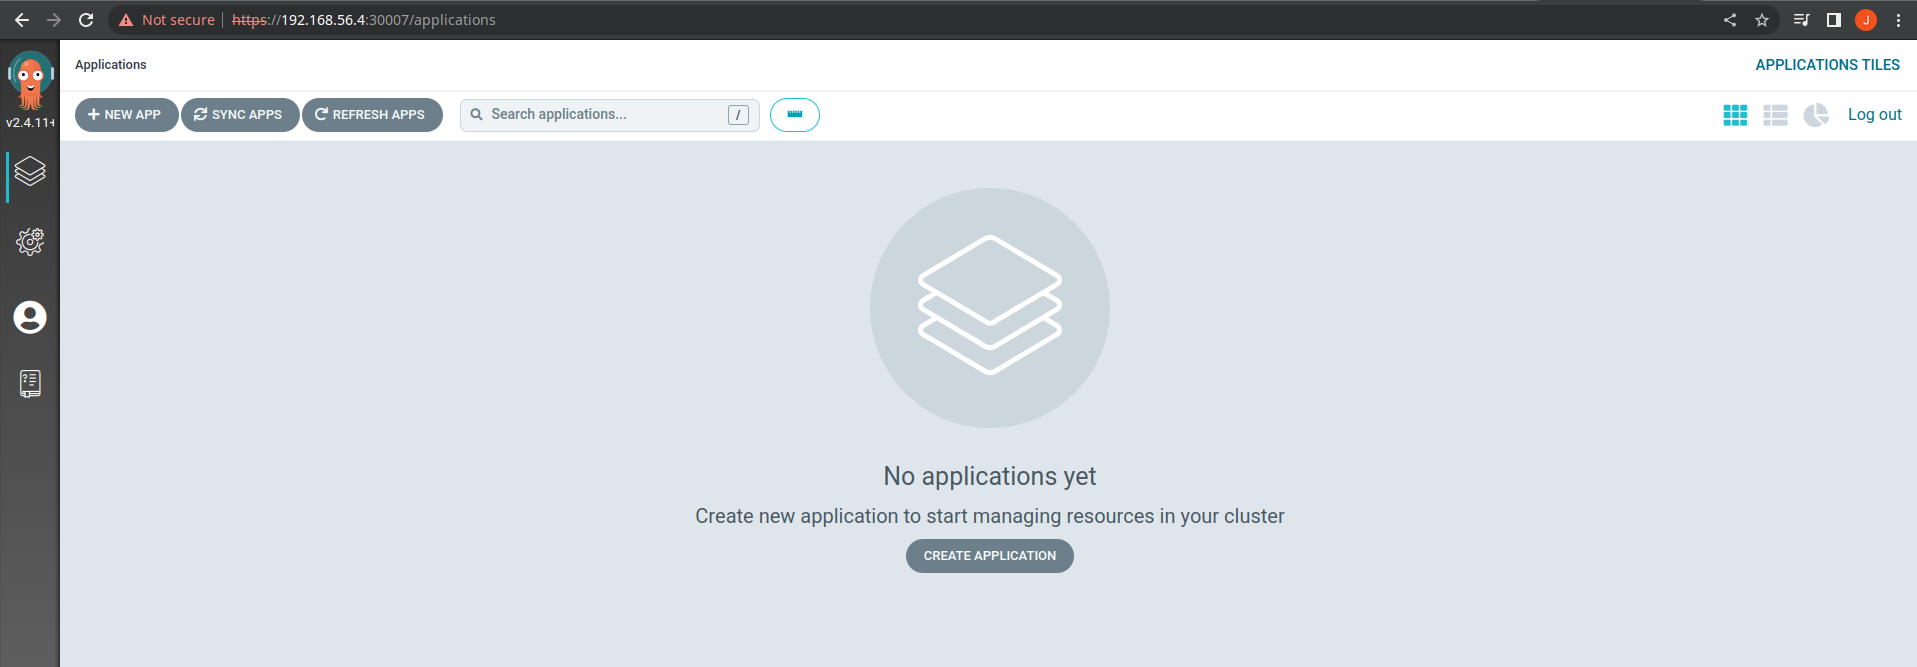 Not secure https://192.168.56.4:30007/applications J
Applications APPLICATIONS TILES
v2.4.11+
NEW APP SYNC APPS REFRESH APPS Search applications... / Log out
No applications yet
Create new application to start managing resources in your cluster
CREATE APPLICATION